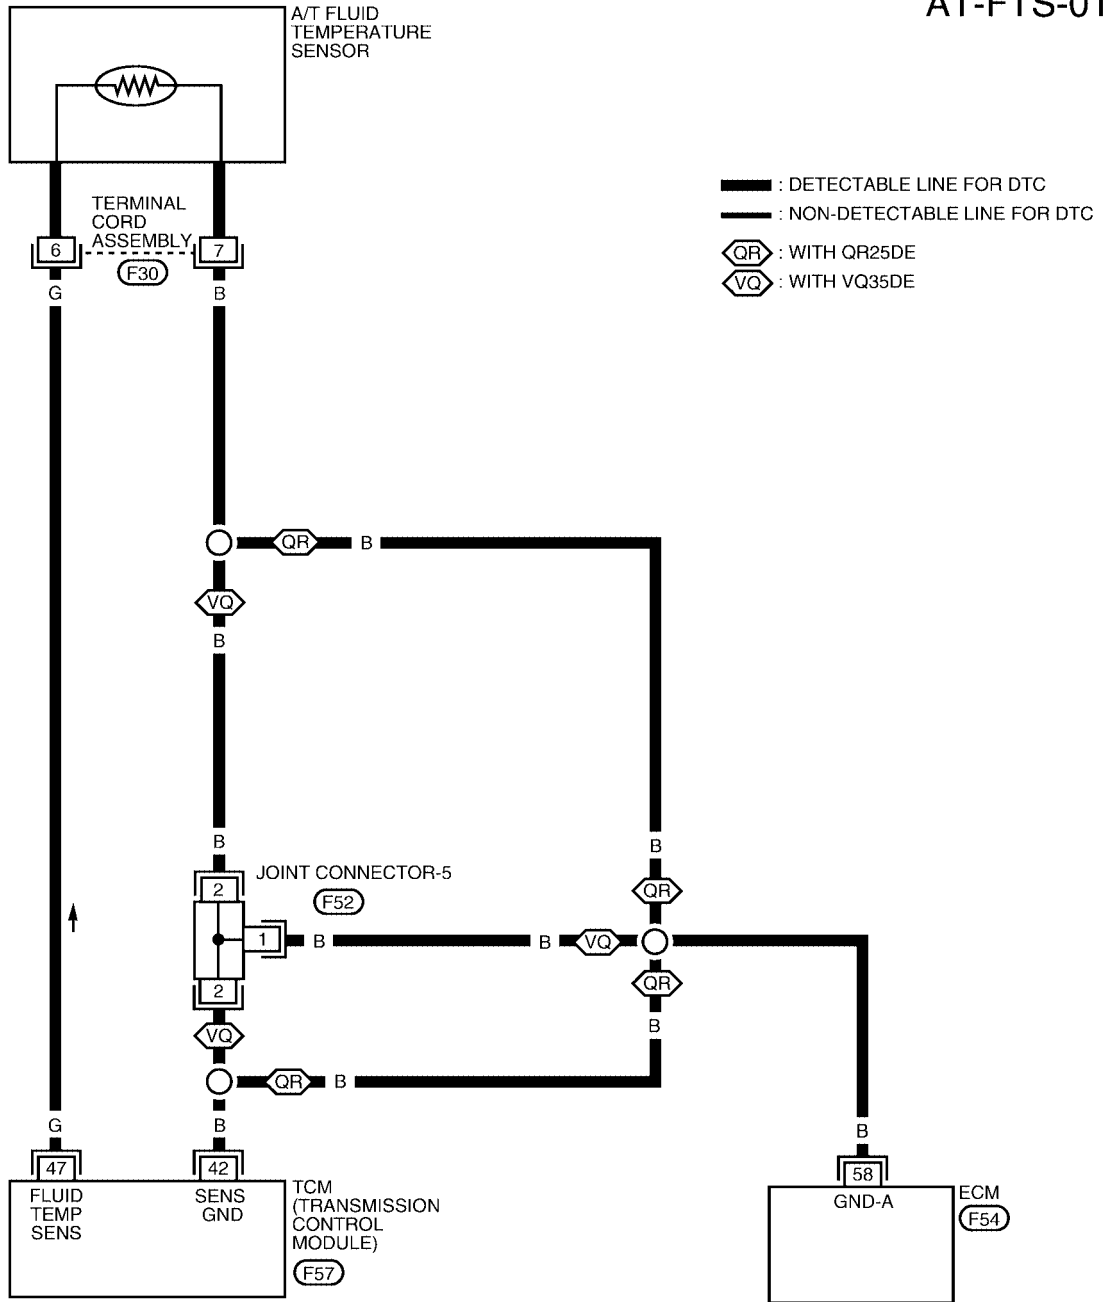 AT-FTS-01
A/T FLUID
TEMPERATURE
SENSOR
: DETECTABLE LINE FOR DTC
: NON-DETECTABLE LINE FOR DTC
QR : WITH QR25DE
VQ : WITH VQ35DE
TERMINAL
CORD
ASSEMBLY
6
7
F30
G
B
QR
B
VQ
B
B
B
JOINT CONNECTOR-5
F52
2
1
B
B
VQ
QR
QR
2
B
VQ
QR
B
G
B
B
47
42
58
FLUID
TEMP
SENS
SENS
GND
TCM
(TRANSMISSION
CONTROL
MODULE)
F57
GND-A
ECM
F54